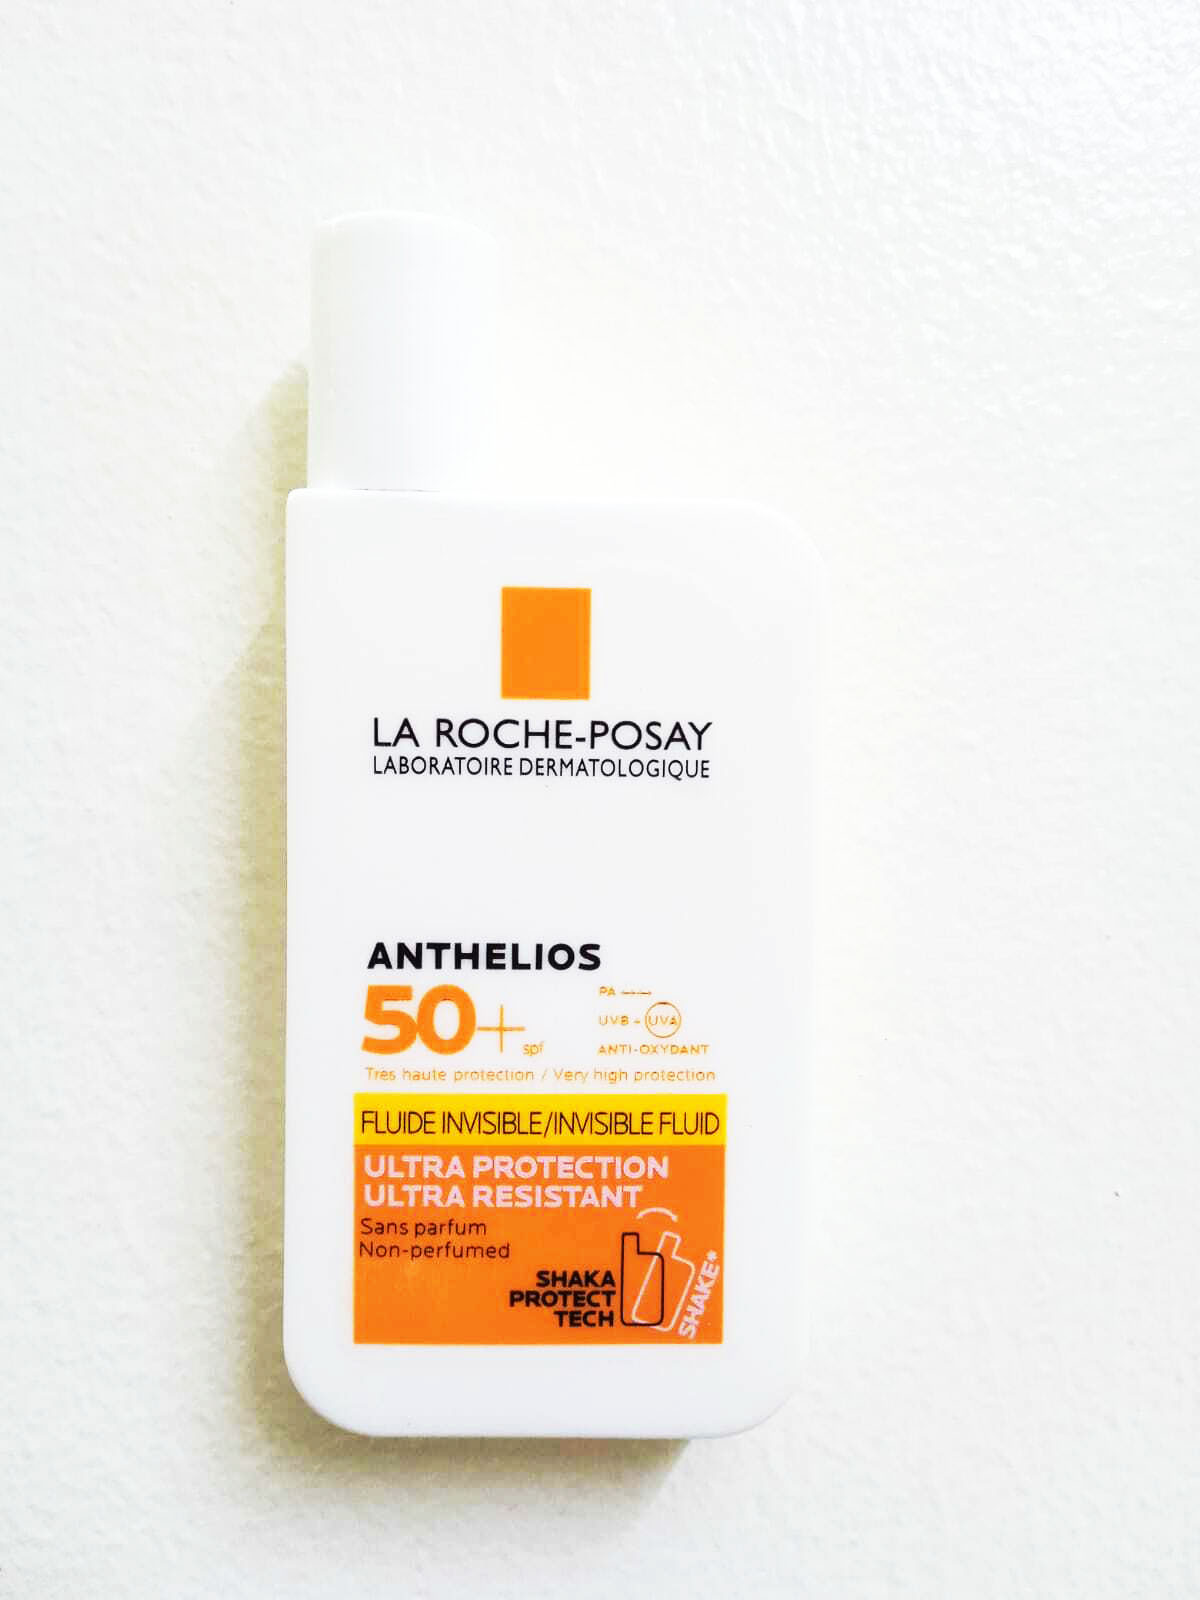 LA ROCHE-POSAY
LABORATOIRE DERMATOLOGIQUE
ANTHELIOS
50+ spf
PA
UVB - UVA
ANTI-OXYDANT
Très haute protection / Very high protection
FLUIDE INVISIBLE/INVISIBLE FLUID
ULTRA PROTECTION
ULTRA RESISTANT
Sans parfum
Non-perfumed
SHAKA
PROTECT
TECH
SHAKE*